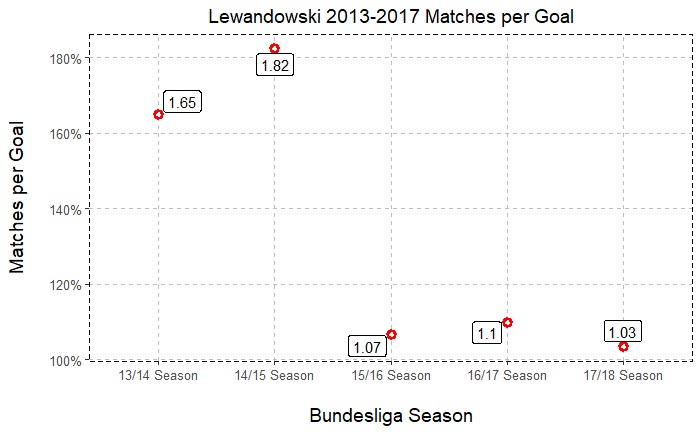 Lewandowski 2013-2017 Matches per Goal
Matches per Goal
180%
160%
140%
120%
100%
1.65
1.82
1.07
1.1
1.03
13/14 Season
14/15 Season
15/16 Season
16/17 Season
17/18 Season
Bundesliga Season